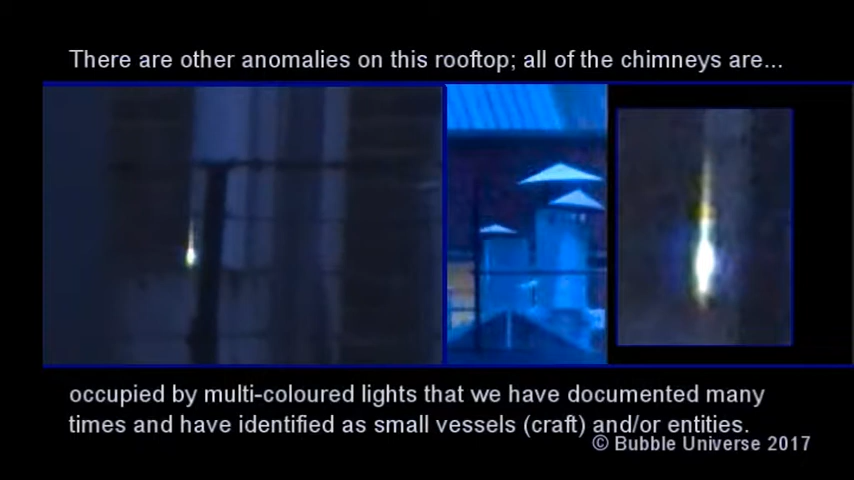 There are other anomalies on this rooftop; all of the chimneys are...
occupied by multi-coloured lights that we have documented many
times and have identified as small vessels (craft) and/or entities.
© Bubble Universe 2017